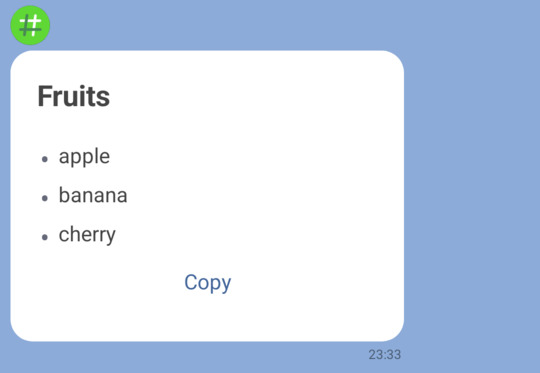 #
Fruits
• apple
• banana
• cherry
Copy
23:33